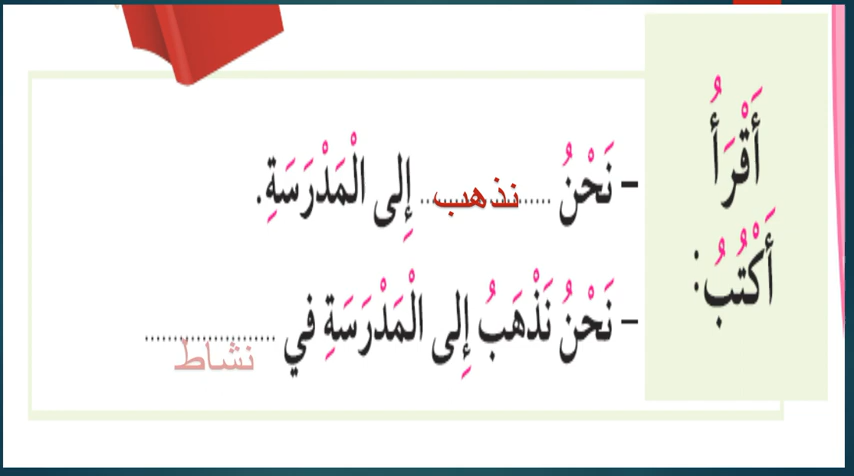 أَقْرَأُ
أَكْتُبُ:
– نَحْنُ ......نذهب...... إِلى الْمَدْرَسَةِ.
– نَحْنُ نَذْهَبُ إِلى الْمَدْرَسَةِ في ......نشاط......